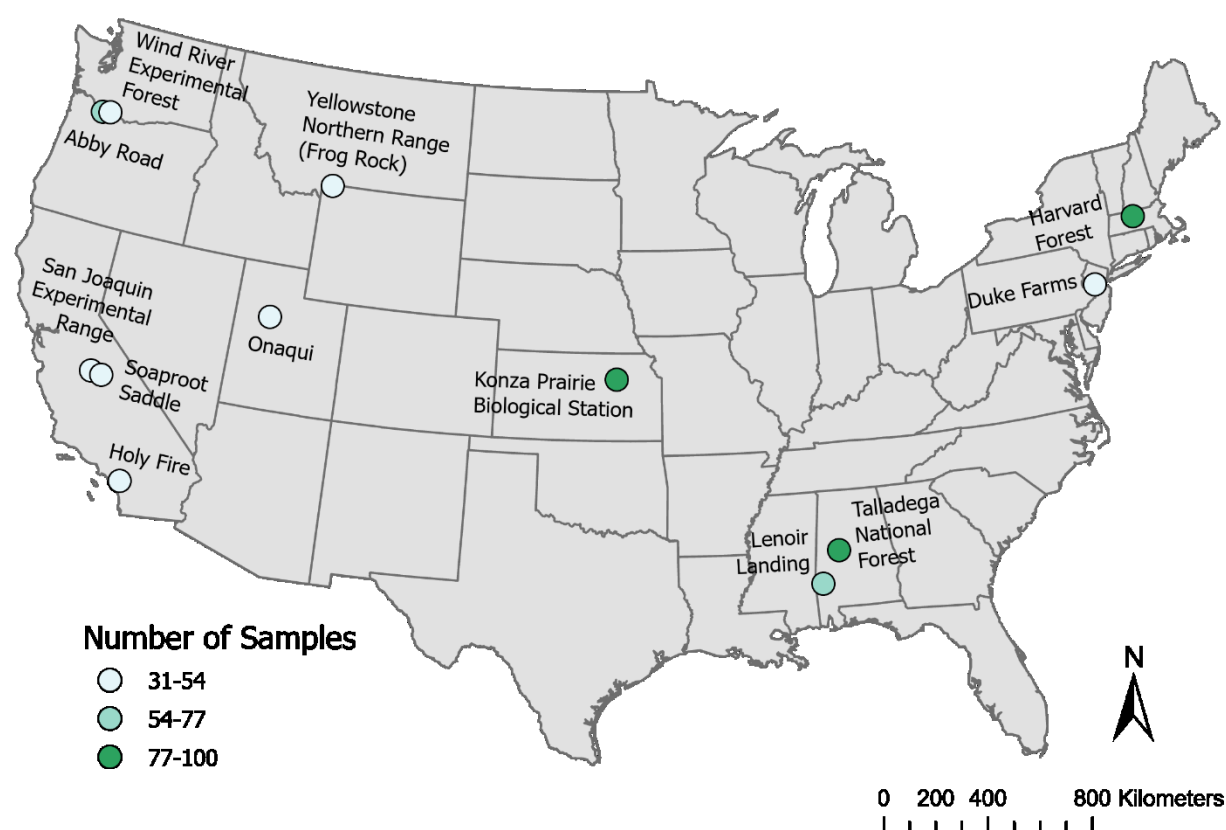 Wind River
Experimental
Forest
Abby Road
Yellowstone
Northern Range
(Frog Rock)
Harvard
Forest
Duke Farms
San Joaquin
Experimental
Range
Soaproot
Saddle
Onaqui
Holy Fire
Konza Prairie
Biological Station
Talladega
National
Forest
Lenoir
Landing
Number of Samples
31-54
54-77
77-100
N
0 200 400 800 Kilometers